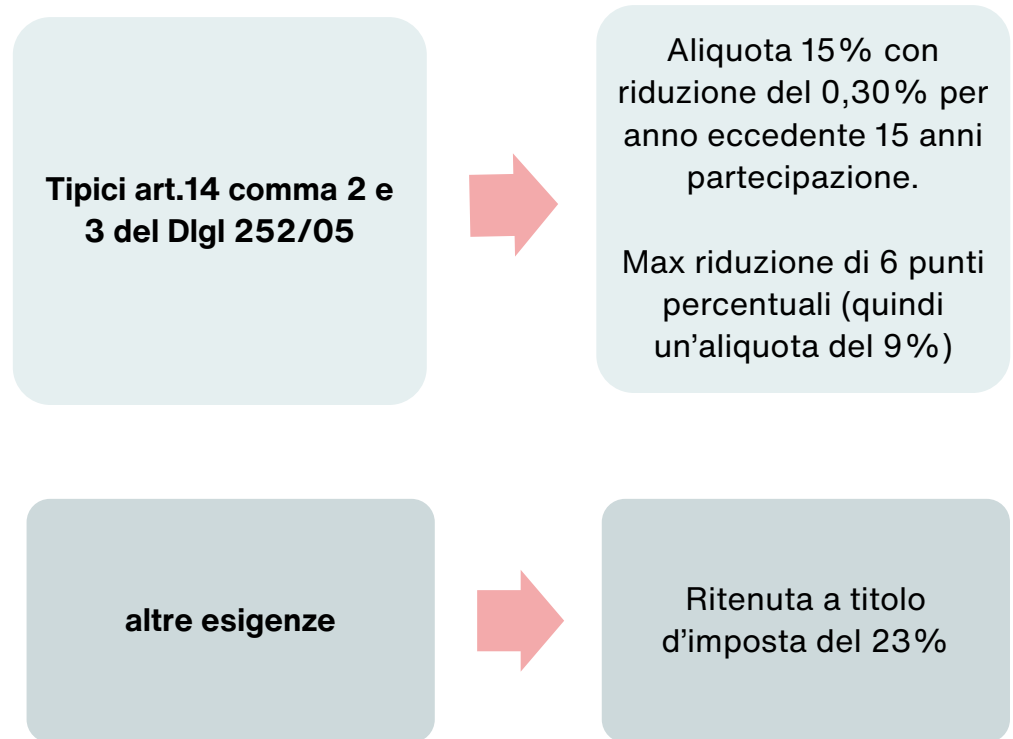 Tipici art.14 comma 2 e
3 del Dlgl 252/05
Aliquota 15% con
riduzione del 0,30% per
anno eccedente 15 anni
partecipazione.
Max riduzione di 6 punti
percentuali (quindi
un'aliquota del 9%)
altre esigenze
Ritenuta a titolo
d'imposta del 23%